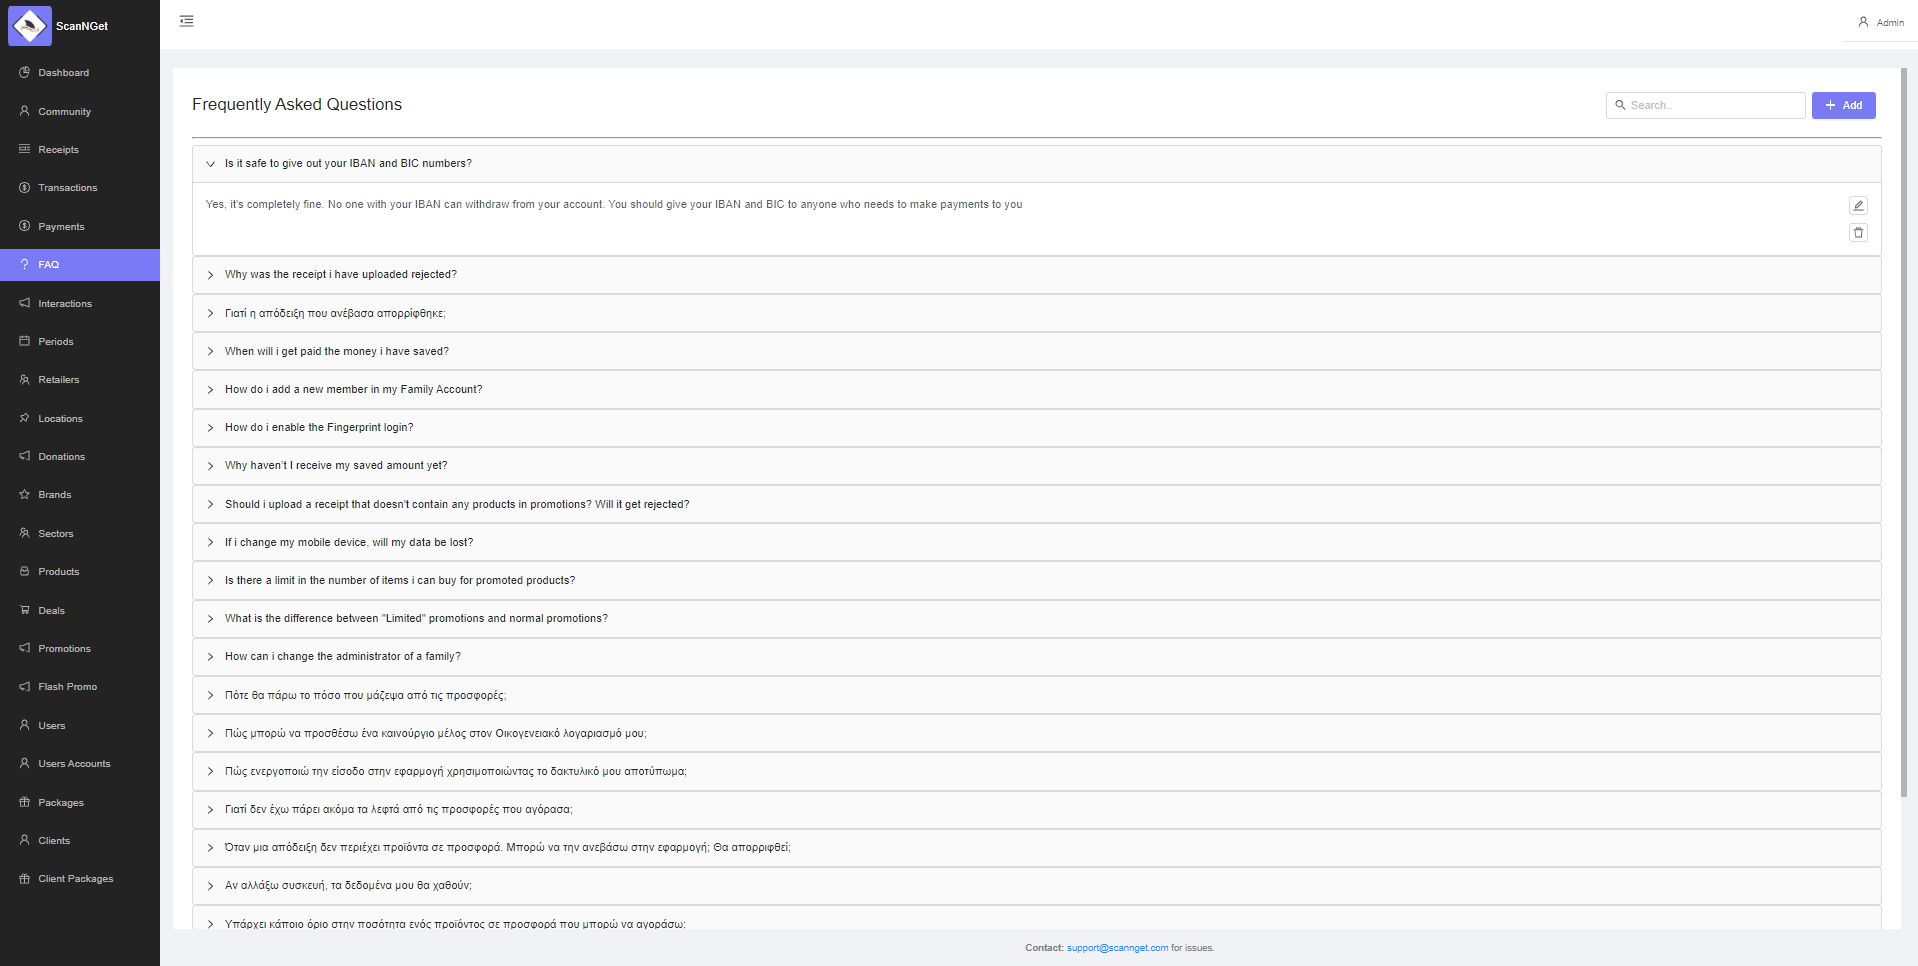 ScanNGet
Admin
Dashboard
Community
Receipts
Transactions
Payments
FAQ
Interactions
Periods
Retailers
Locations
Donations
Brands
Sectors
Products
Deals
Promotions
Flash Promo
Users
Users Accounts
Packages
Clients
Client Packages
Frequently Asked Questions
Search..
Add
Is it safe to give out your IBAN and BIC numbers?
Yes, it's completely fine. No one with your IBAN can withdraw from your account. You should give your IBAN and BIC to anyone who needs to make payments to you
Why was the receipt i have uploaded rejected?
Γιατί η απόδειξη που ανέβασα απορρίφθηκε;
When will i get paid the money i have saved?
How do i add a new member in my Family Account?
How do i enable the Fingerprint login?
Why haven't I receive my saved amount yet?
Should i upload a receipt that doesn't contain any products in promotions? Will it get rejected?
If i change my mobile device, will my data be lost?
Is there a limit in the number of items i can buy for promoted products?
What is the difference between "Limited" promotions and normal promotions?
How can i change the administrator of a family?
Πότε θα πάρω το πόσο που μάζεψα από τις προσφορές;
Πώς μπορώ να προσθέσω ένα καινούργιο μέλος στον Οικογενειακό λογαριασμό μου;
Πώς ενεργοποιώ την είσοδο στην εφαρμογή χρησιμοποιώντας το δακτυλικό μου αποτύπωμα;
Γιατί δεν έχω πάρει ακόμα τα λεφτά από τις προσφορές που αγόρασα;
Όταν μια απόδειξη δεν περιέχει προϊόντα σε προσφορά. Μπορώ να την ανεβάσω στην εφαρμογή; Θα απορριφθεί;
Αν αλλάξω συσκευή, τα δεδομένα μου θα χαθούν;
Υπάρχει κάποιο όριο στην ποσότητα ενός προϊόντος σε προσφορά που μπορώ να αγοράσω;
Contact: support@scannget.com for issues.